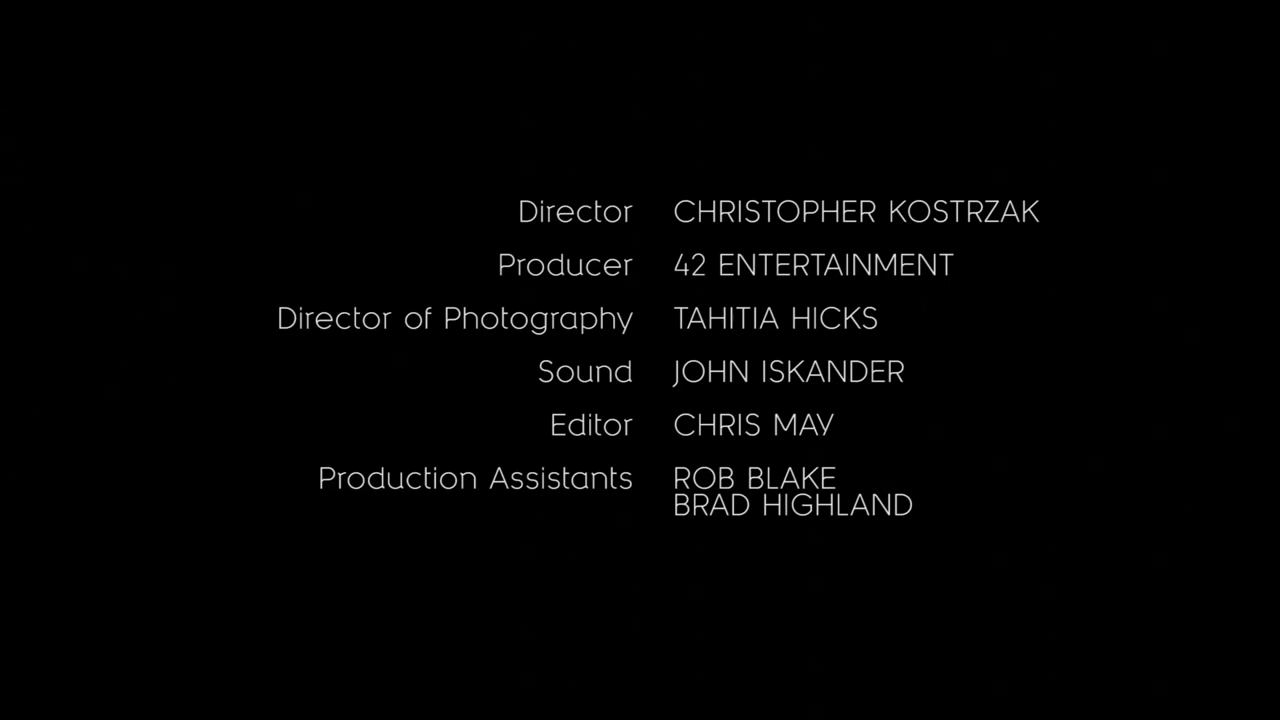 Director CHRISTOPHER KOSTRZAK
Producer 42 ENTERTAINMENT
Director of Photography TAHITIA HICKS
Sound JOHN ISKANDER
Editor CHRIS MAY
Production Assistants ROB BLAKE
BRAD HIGHLAND